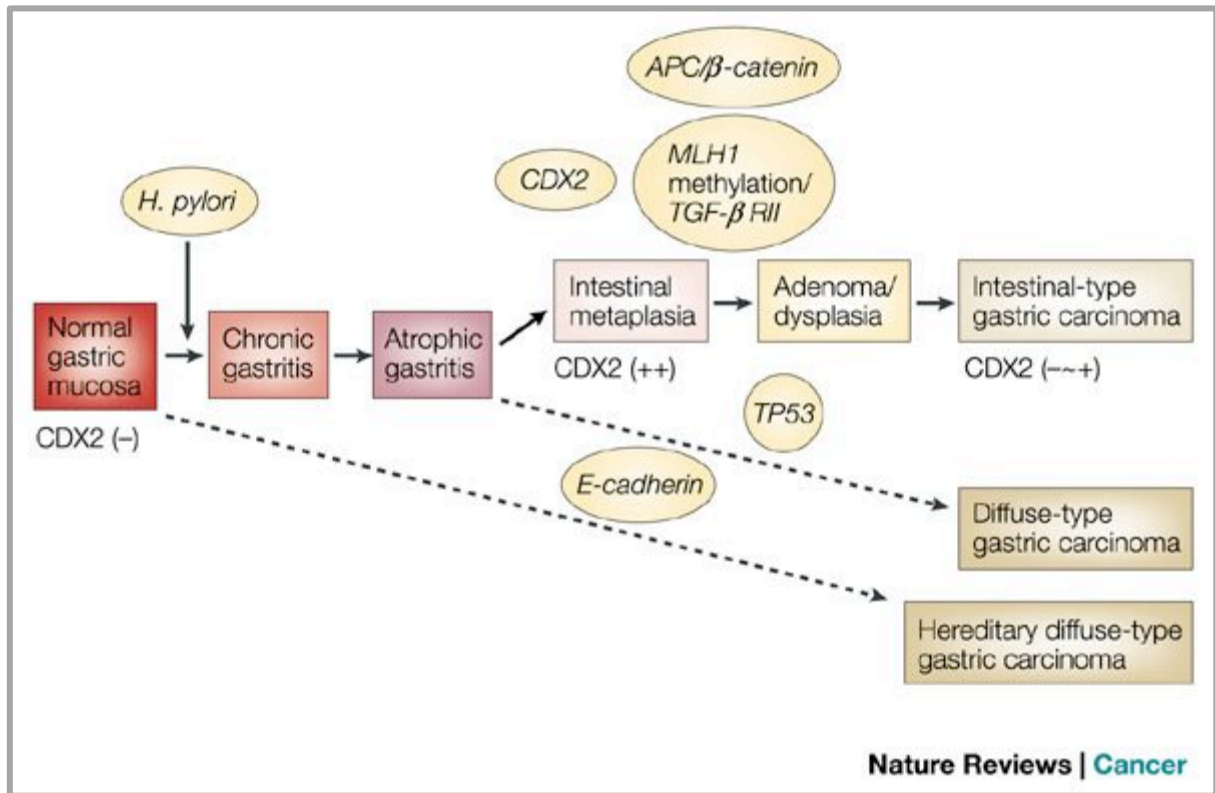 APC/β-catenin
CDX2
MLH1
methylation/
TGF-β RII
H. pylori
Normal
gastric
mucosa
CDX2 (–)
Chronic
gastritis
Atrophic
gastritis
Intestinal
metaplasia
CDX2 (++)
Adenoma/
dysplasia
Intestinal-type
gastric carcinoma
CDX2 (–~+)
TP53
E-cadherin
Diffuse-type
gastric carcinoma
Hereditary diffuse-type
gastric carcinoma
Nature Reviews | Cancer